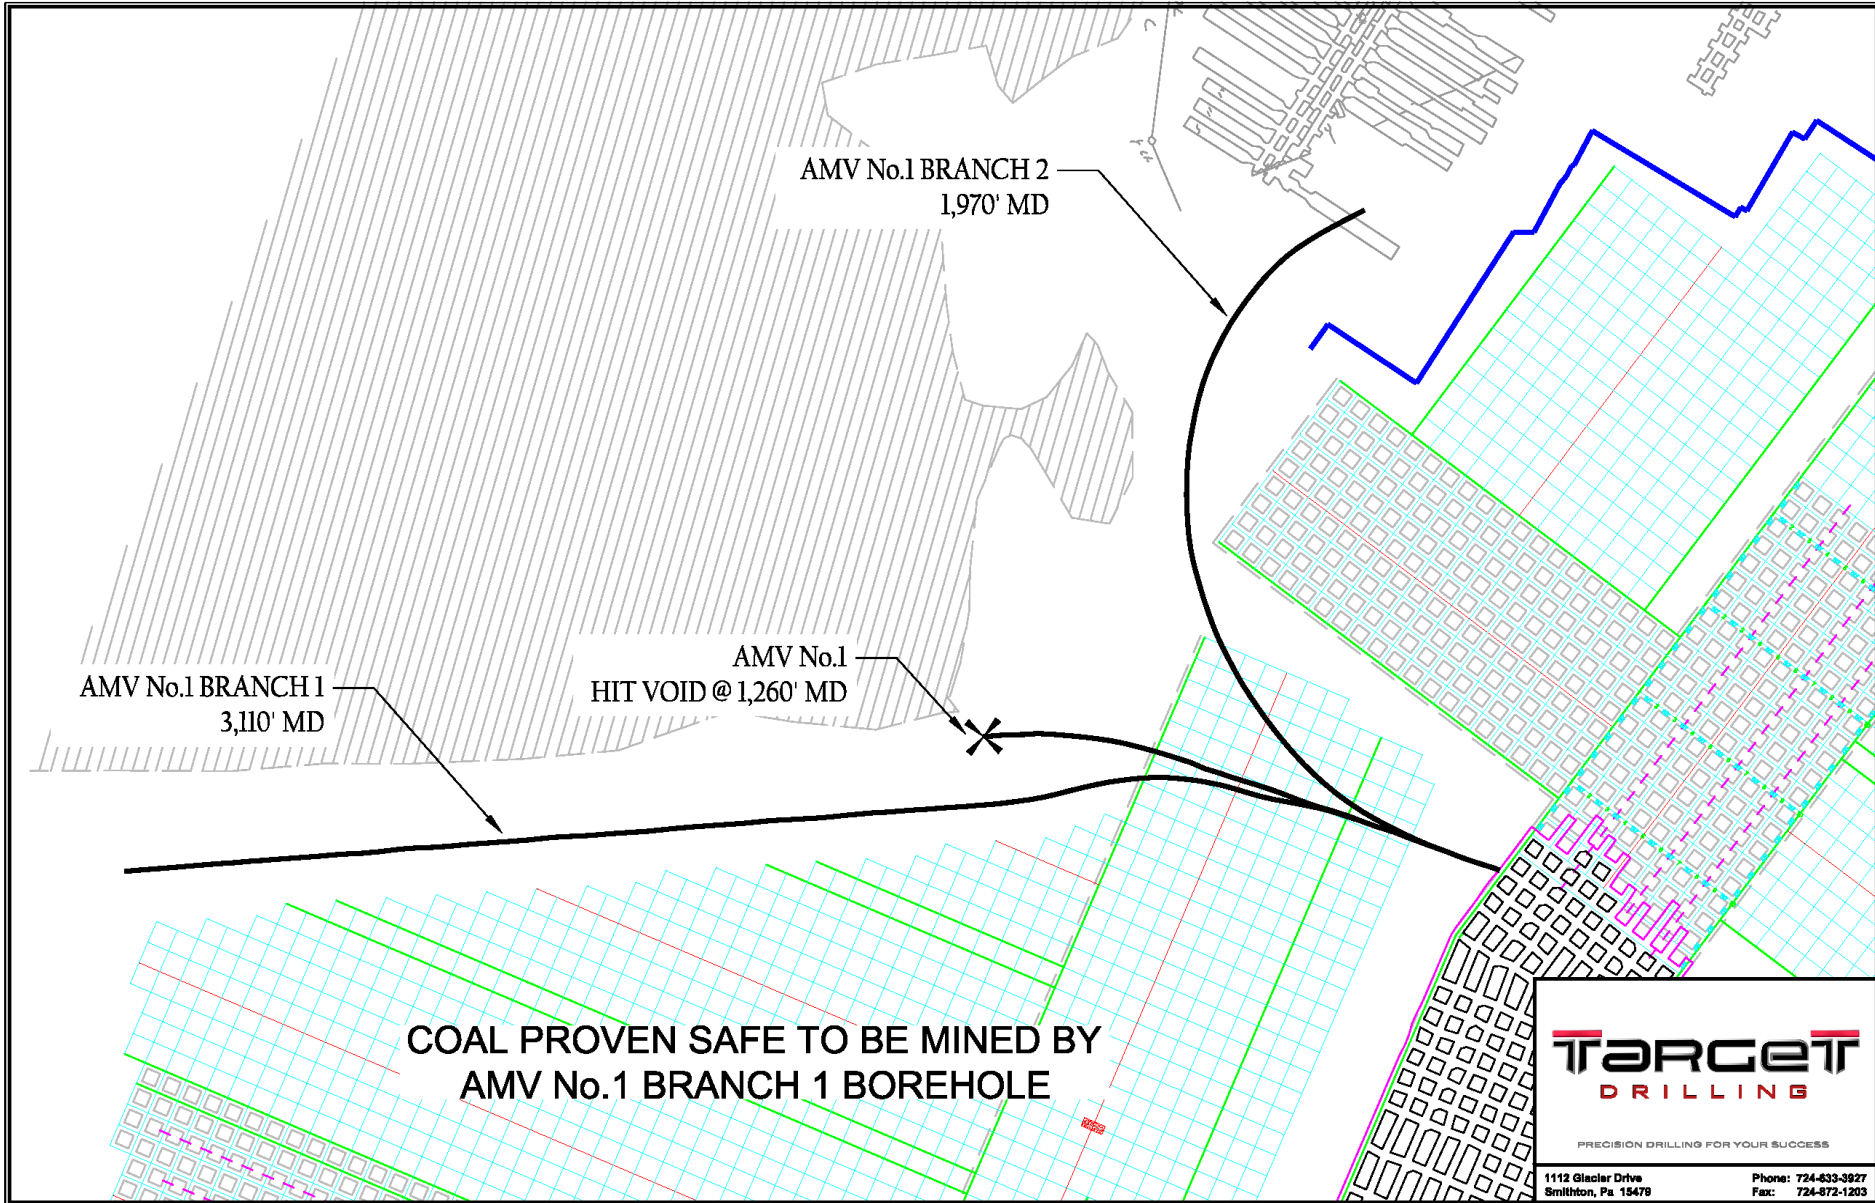 AMV No.1 BRANCH 2
1,970' MD
AMV No.1
HIT VOID @ 1,260' MD
AMV No.1 BRANCH 1
3,110' MD
COAL PROVEN SAFE TO BE MINED BY
AMV No.1 BRANCH 1 BOREHOLE
TARGET
DRILLING
PRECISION DRILLING FOR YOUR SUCCESS
1112 Glacier Drive
Smithton, Pa 15479
Phone: 724-633-3927
Fax: 724-872-1203